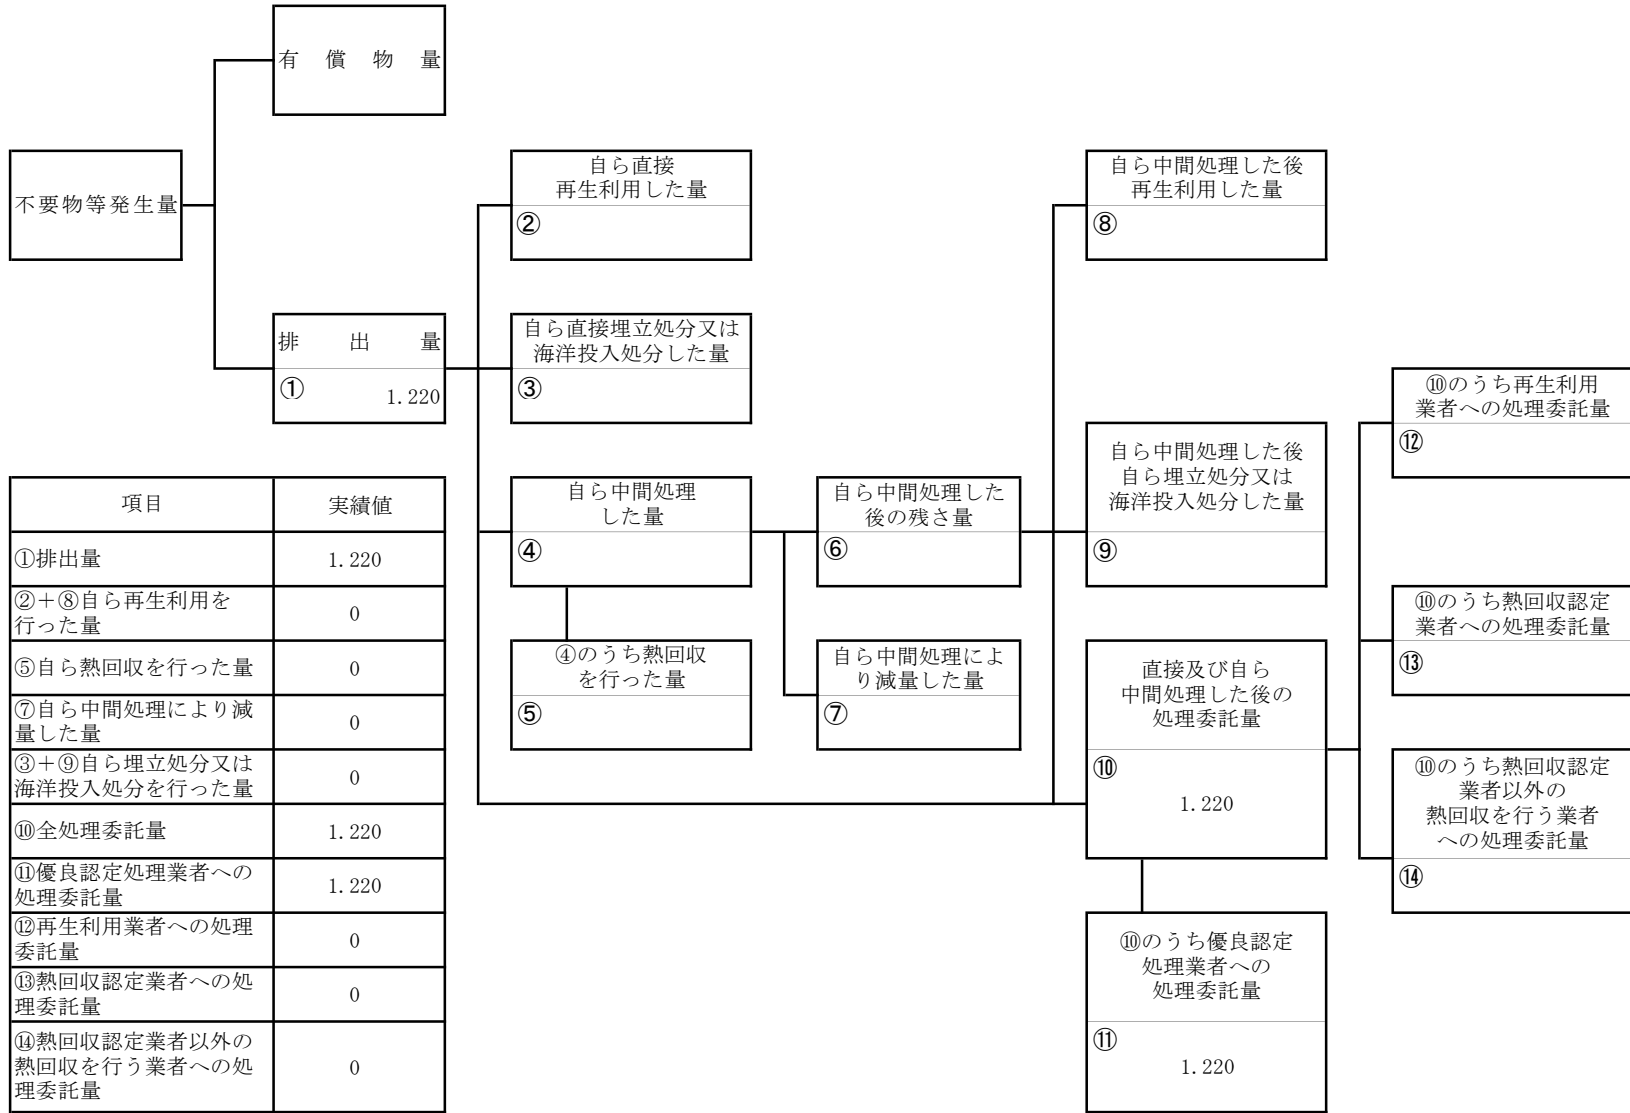 有償物量
不要物等発生量
排出量
① 1.220
自ら直接
再生利用した量
②
自ら直接埋立処分又は
海洋投入処分した量
③
自ら中間処理
した量
④
④のうち熱回収
を行った量
⑤
自ら中間処理した
後の残さ量
⑥
自ら中間処理によ
り減量した量
⑦
自ら中間処理した後
再生利用した量
⑧
自ら中間処理した後
自ら埋立処分又は
海洋投入処分した量
⑨
直接及び自ら
中間処理した後の
処理委託量
⑩
1.220
⑩のうち優良認定
処理業者への
処理委託量
⑪
1.220
⑩のうち再生利用
業者への処理委託量
⑫
⑩のうち熱回収認定
業者への処理委託量
⑬
⑩のうち熱回収認定
業者以外の
熱回収を行う業者
への処理委託量
⑭
項目 実績値
①排出量 1.220
②＋⑧自ら再生利用を
行った量 0
⑤自ら熱回収を行った量 0
⑦自ら中間処理により減
量した量 0
③＋⑨自ら埋立処分又は
海洋投入処分を行った量 0
⑩全処理委託量 1.220
⑪優良認定処理業者への
処理委託量 1.220
⑫再生利用業者への処理
委託量 0
⑬熱回収認定業者への処
理委託量 0
⑭熱回収認定業者以外の
熱回収を行う業者への処
理委託量 0